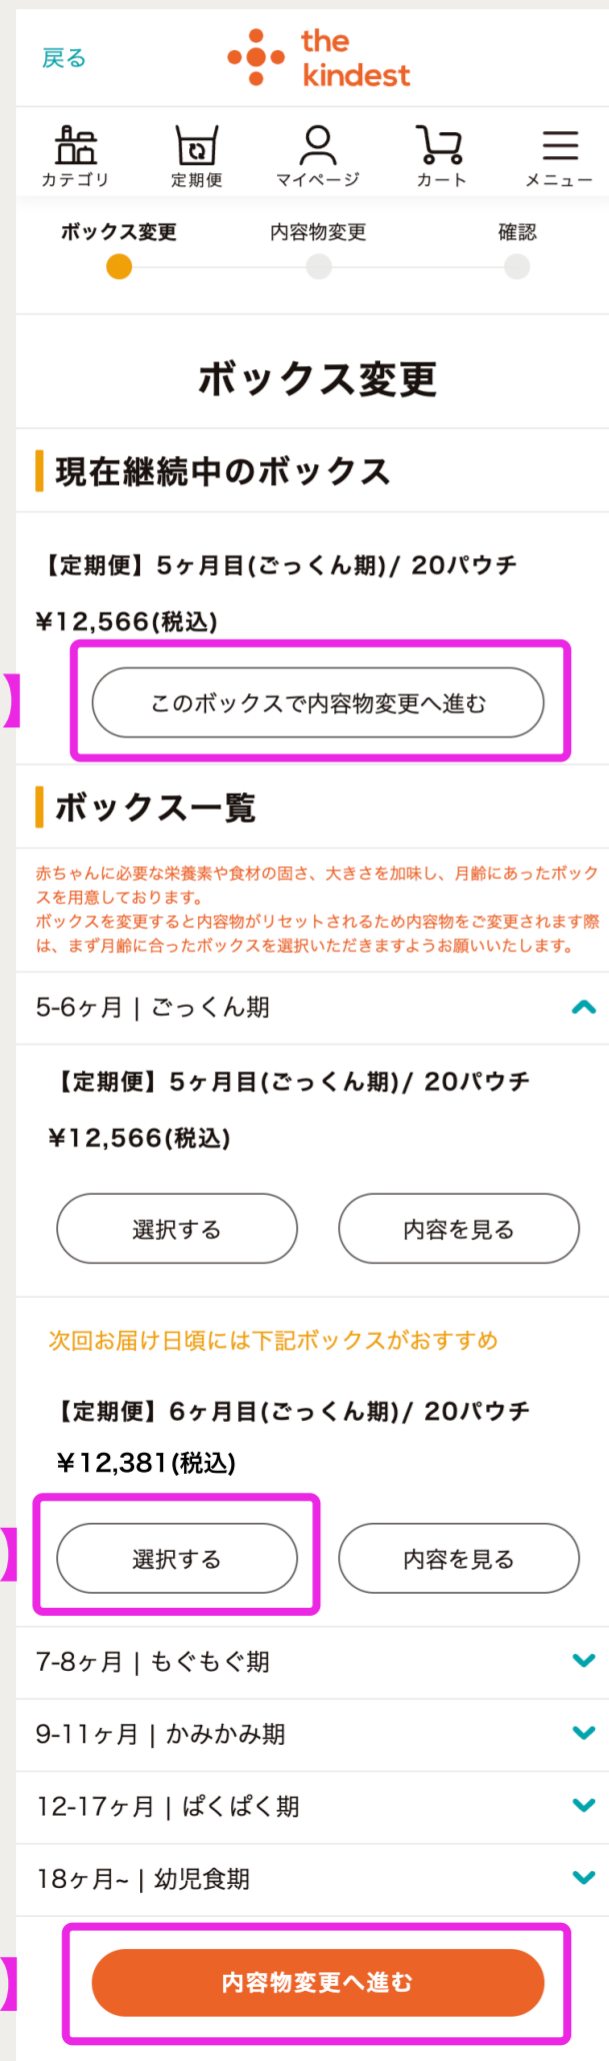 戻る
the
kindest
カテゴリ
定期便
マイページ
カート
メニュー
ボックス変更
内容物変更
確認
ボックス変更
現在継続中のボックス
【定期便】5ヶ月目(ごっくん期)/ 20パウチ
¥12,566(税込)
】
このボックスで内容物変更へ進む
ボックス一覧
赤ちゃんに必要な栄養素や食材の固さ、大きさを加味し、月齢にあったボック
スを用意しております。
ボックスを変更すると内容物がリセットされるため内容物をご変更されます際
は、まず月齢に合ったボックスを選択いただきますようお願いいたします。
5-6ヶ月 | ごっくん期
【定期便】5ヶ月目(ごっくん期)/ 20パウチ
¥12,566(税込)
選択する
内容を見る
次回お届け日頃には下記ボックスがおすすめ
【定期便】6ヶ月目(ごっくん期)/ 20パウチ
¥12,381(税込)
】
選択する
内容を見る
7-8ヶ月 | もぐもぐ期
9-11ヶ月 | かみかみ期
12-17ヶ月 | ぱくぱく期
18ヶ月~ | 幼児食期
】
内容物変更へ進む